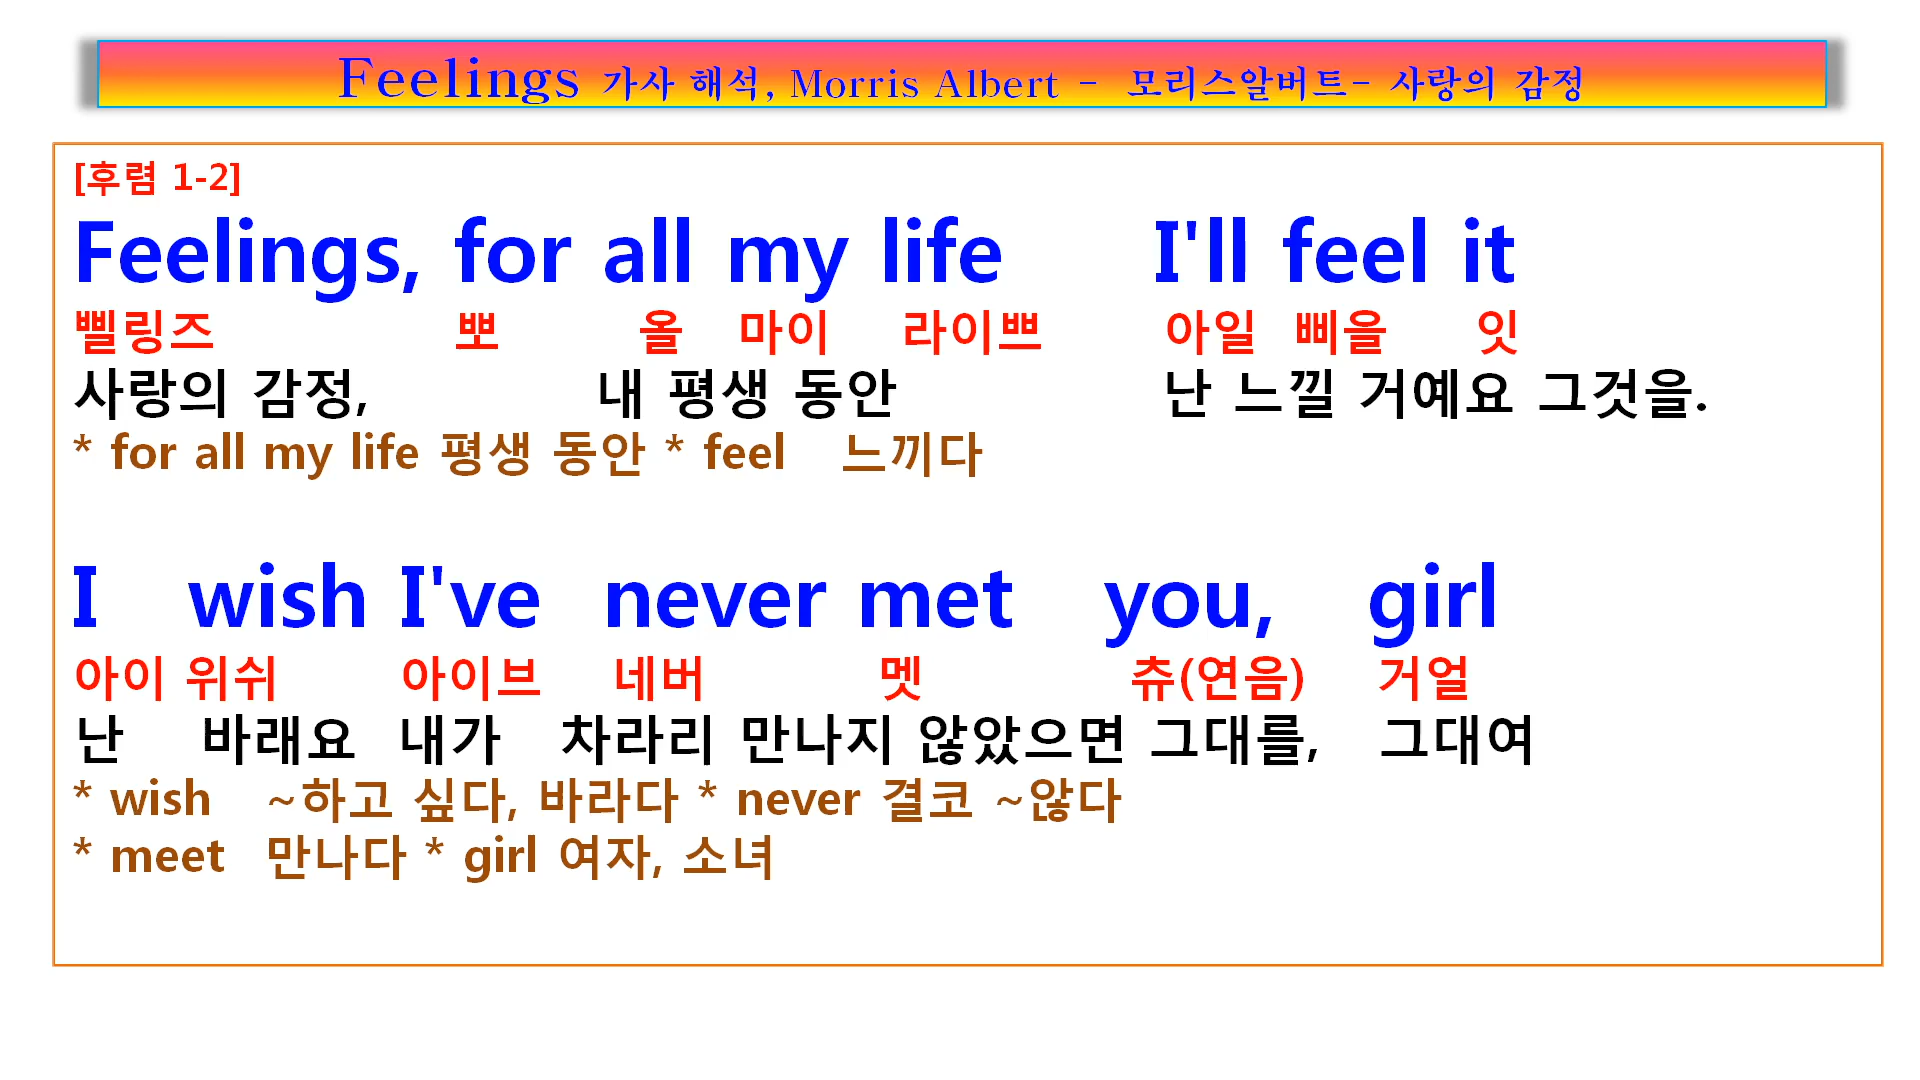 Feelings 가사 해석, Morris Albert - 모리스알버트- 사랑의 감정
[후렴 1-2]
Feelings, for all my life I'll feel it
삘링즈 뽀 올 마이 라이쁘 아일 삐을 잇
사랑의 감정, 내 평생 동안 난 느낄 거예요 그것을.
* for all my life 평생 동안 * feel 느끼다
I wish I've never met you, girl
아이 위쉬 아이브 네버 멧 츄(연음) 거얼
난 바래요 내가 차라리 만나지 않았으면 그대를, 그대여
* wish ~하고 싶다, 바라다 * never 결코 ~않다
* meet 만나다 * girl 여자, 소녀